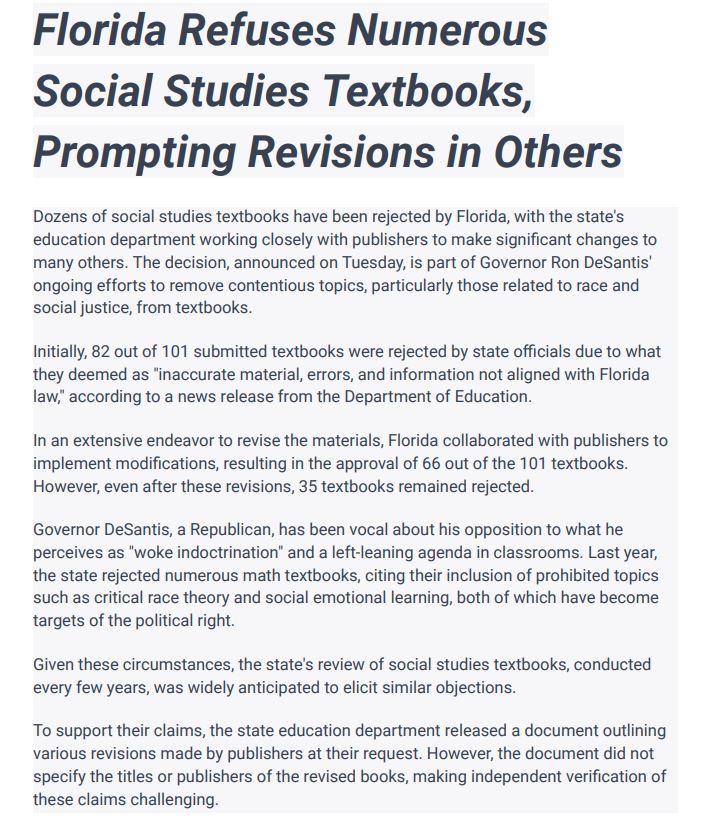 Florida Refuses Numerous
Social Studies Textbooks,
Prompting Revisions in Others
Dozens of social studies textbooks have been rejected by Florida, with the state's
education department working closely with publishers to make significant changes to
many others. The decision, announced on Tuesday, is part of Governor Ron DeSantis'
ongoing efforts to remove contentious topics, particularly those related to race and
social justice, from textbooks.
Initially, 82 out of 101 submitted textbooks were rejected by state officials due to what
they deemed as "inaccurate material, errors, and information not aligned with Florida
law," according to a news release from the Department of Education.
In an extensive endeavor to revise the materials, Florida collaborated with publishers to
implement modifications, resulting in the approval of 66 out of the 101 textbooks.
However, even after these revisions, 35 textbooks remained rejected.
Governor DeSantis, a Republican, has been vocal about his opposition to what he
perceives as "woke indoctrination" and a left-leaning agenda in classrooms. Last year,
the state rejected numerous math textbooks, citing their inclusion of prohibited topics
such as critical race theory and social emotional learning, both of which have become
targets of the political right.
Given these circumstances, the state's review of social studies textbooks, conducted
every few years, was widely anticipated to elicit similar objections.
To support their claims, the state education department released a document outlining
various revisions made by publishers at their request. However, the document did not
specify the titles or publishers of the revised books, making independent verification of
these claims challenging.